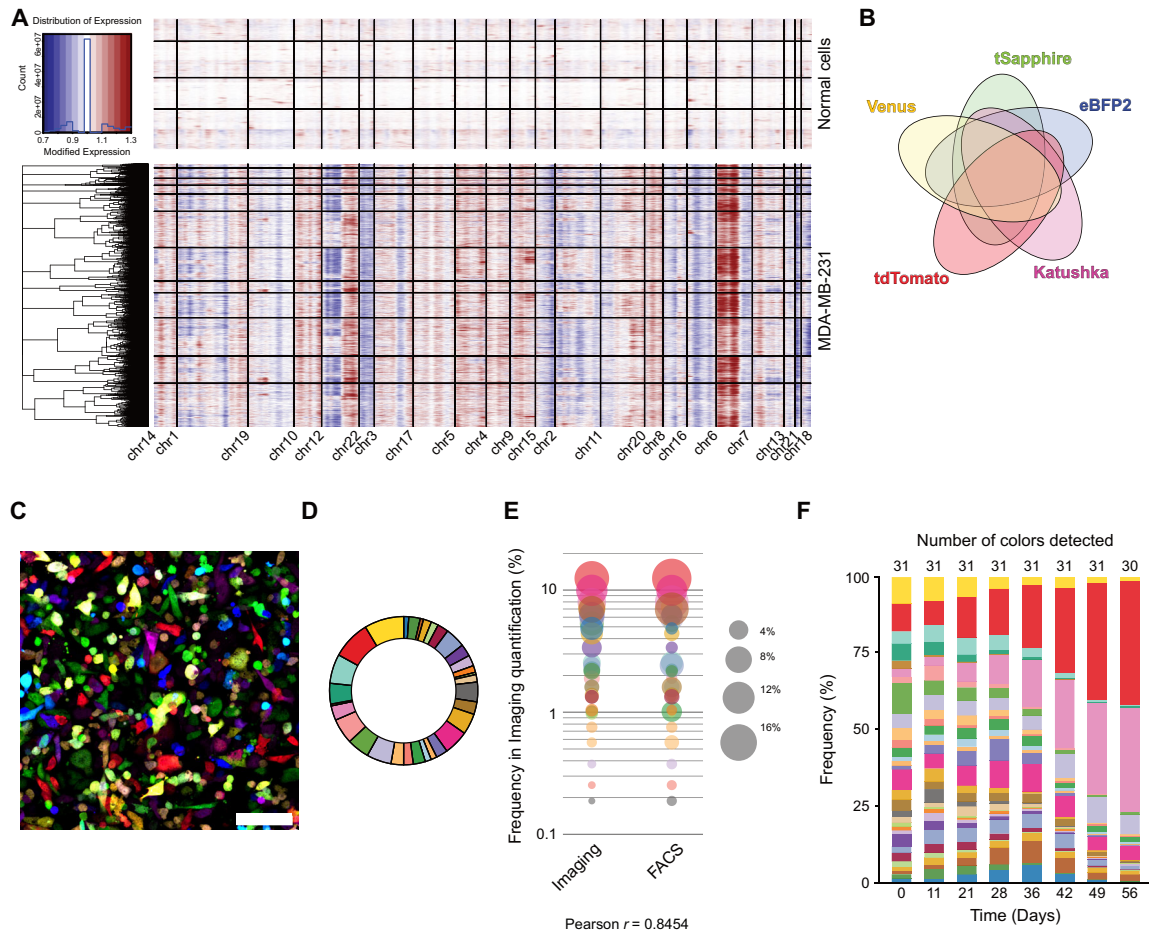 A
Distribution of Expression
Count
0 2e+07 4e+07 6e+07
0.7 0.9 1.1 1.3
Modified Expression
Normal cells
MDA-MB-231
chr14 chr1 chr19 chr10 chr12 chr22 chr3 chr17 chr5 chr4 chr9 chr15 chr2 chr11 chr20 chr8 chr16 chr6 chr7 chr13 chr21 chr18
B
tSapphire
Venus
eBFP2
tdTomato
Katushka
C
D
E
Frequency in Imaging quantification (%)
10
1
0.1
Imaging FACS
4%
8%
12%
16%
Pearson r = 0.8454
F
Number of colors detected
31 31 31 31 31 31 31 30
Frequency (%)
100
75
50
25
0
0 11 21 28 36 42 49 56
Time (Days)